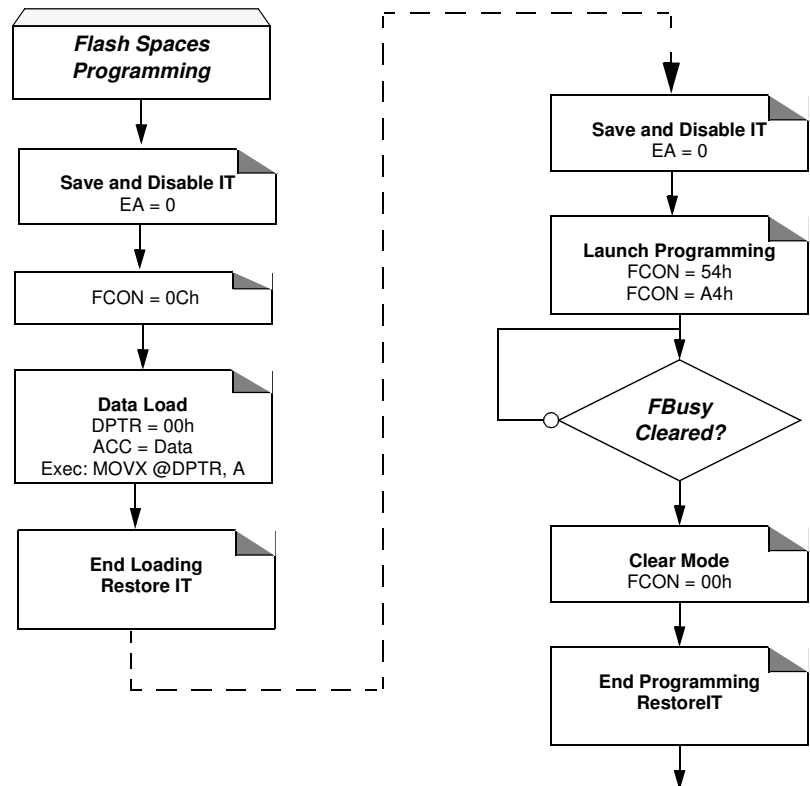 Flash Spaces
Programming
Save and Disable IT
EA = 0
FCON = 0Ch
Data Load
DPTR = 00h
ACC = Data
Exec: MOVX @DPTR, A
End Loading
Restore IT
Save and Disable IT
EA = 0
Launch Programming
FCON = 54h
FCON = A4h
FBusy
Cleared?
Clear Mode
FCON = 00h
End Programming
RestoreIT